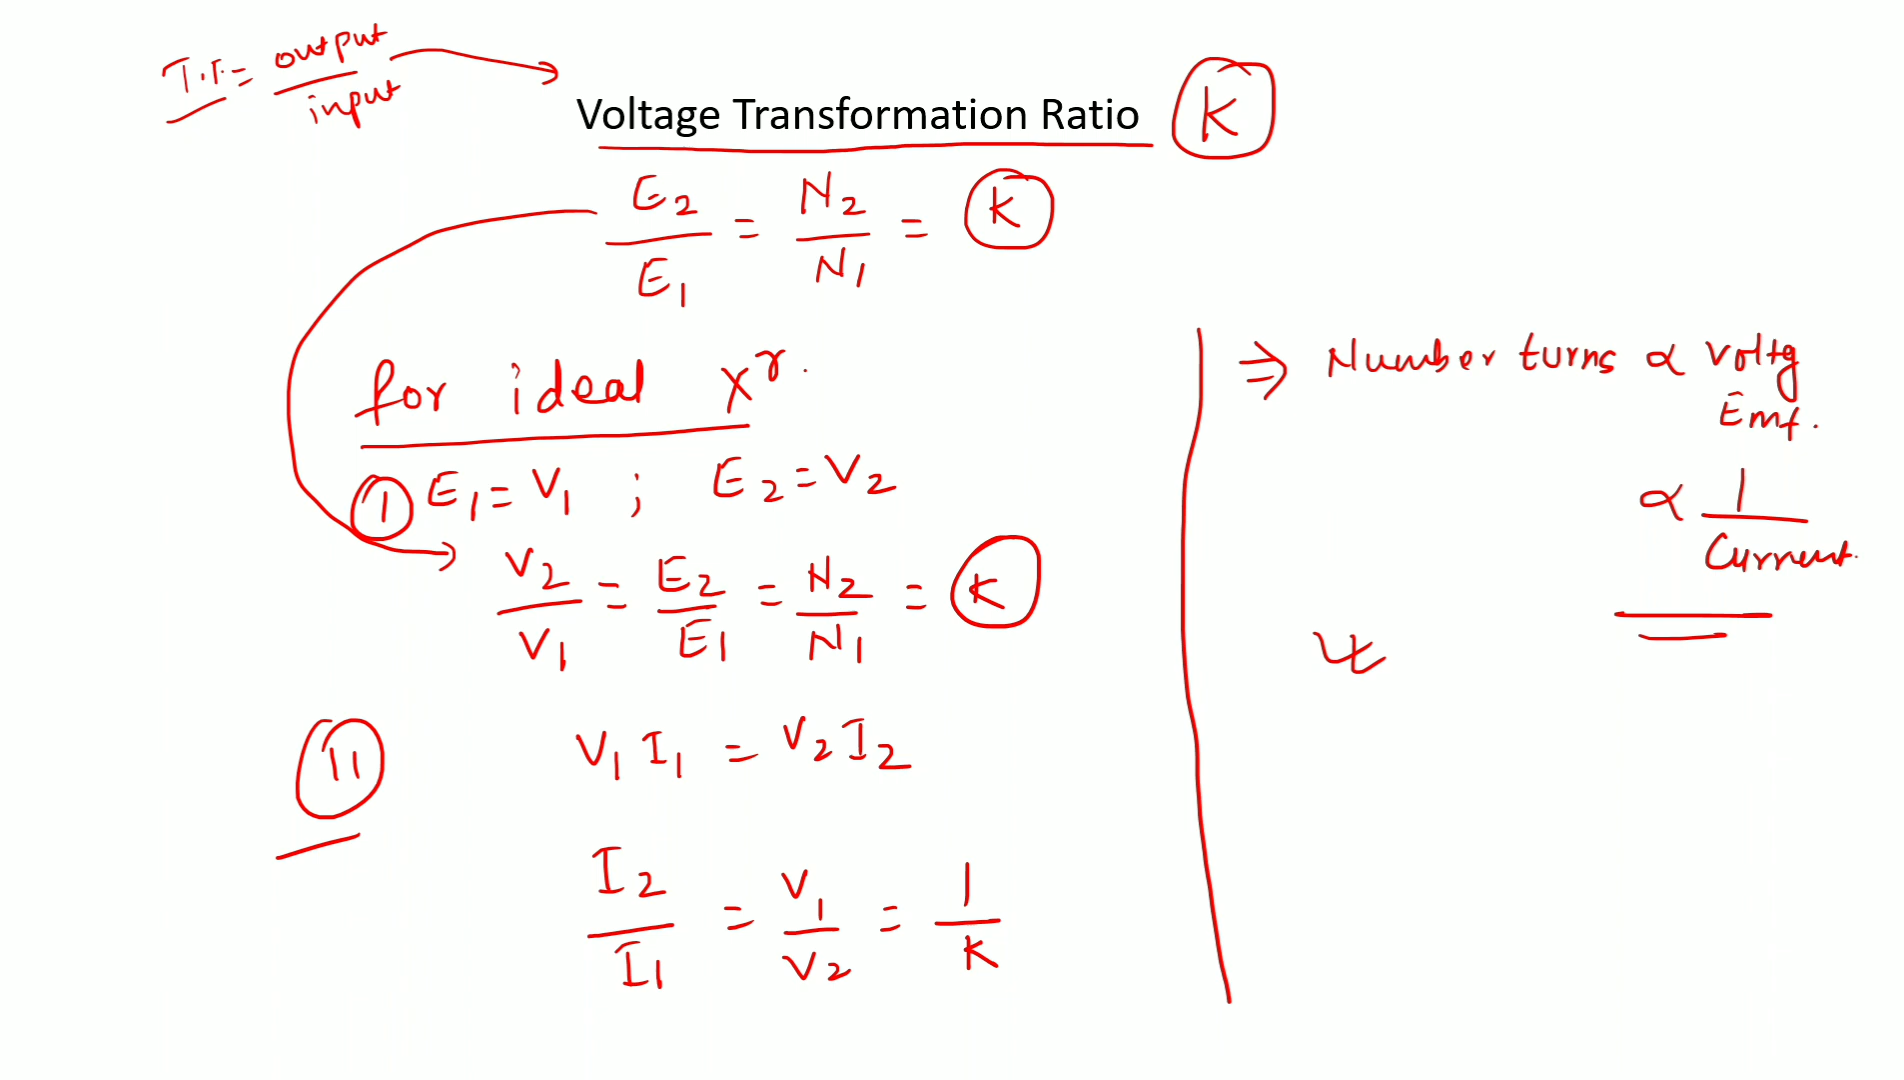 T.F. = output / input
Voltage Transformation Ratio K
E2 / E1 = N2 / N1 = K
for ideal Xr.
I E1 = V1 ; E2 = V2
V2 / V1 = E2 / E1 = N2 / N1 = K
II V1 I1 = V2 I2
I2 / I1 = V1 / V2 = 1 / K
⇒ Number turns ∝ Voltg
Emf.
∝ 1 / Current.